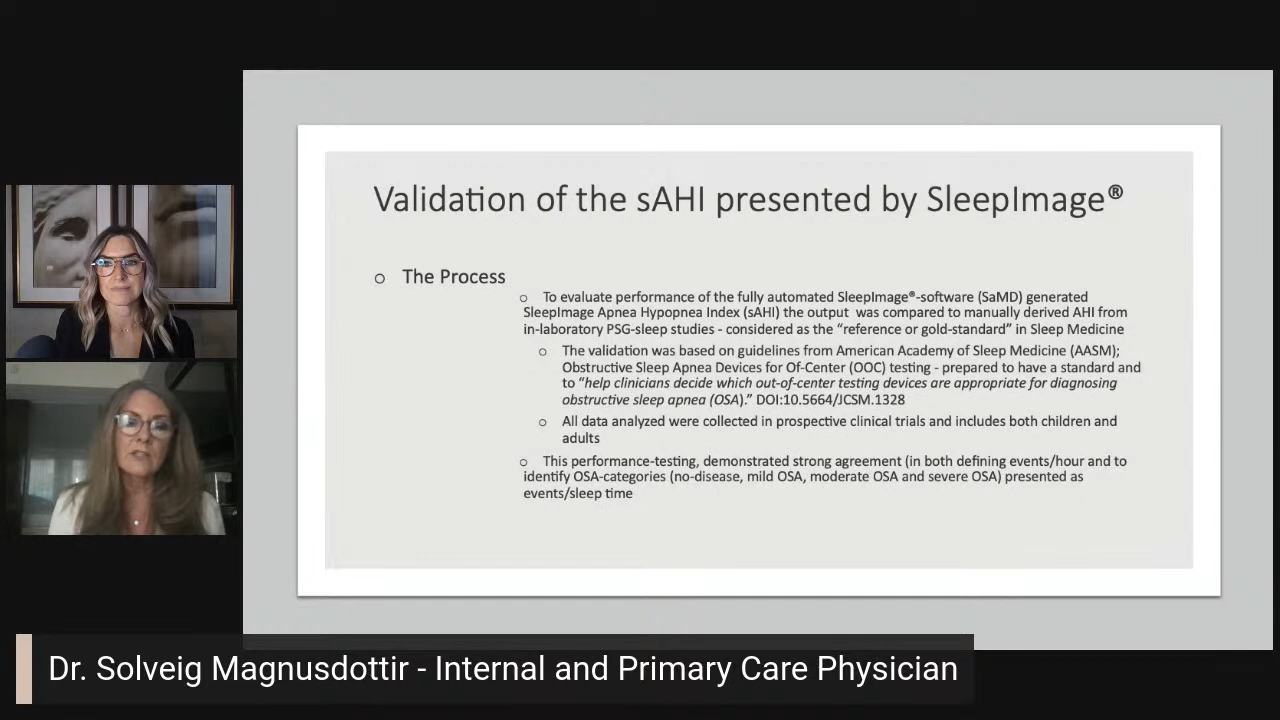 Validation of the sAHI presented by SleepImage®
o The Process
o To evaluate performance of the fully automated SleepImage®-software (SaMD) generated
SleepImage Apnea Hypopnea Index (sAHI) the output was compared to manually derived AHI from
in-laboratory PSG-sleep studies - considered as the “reference or gold-standard” in Sleep Medicine
o The validation was based on guidelines from American Academy of Sleep Medicine (AASM);
Obstructive Sleep Apnea Devices for Of-Center (OOC) testing - prepared to have a standard and
to “help clinicians decide which out-of-center testing devices are appropriate for diagnosing
obstructive sleep apnea (OSA).” DOI:10.5664/JCSM.1328
o All data analyzed were collected in prospective clinical trials and includes both children and
adults
o This performance-testing, demonstrated strong agreement (in both defining events/hour and to
identify OSA-categories (no-disease, mild OSA, moderate OSA and severe OSA) presented as
events/sleep time
Dr. Solveig Magnusdottir - Internal and Primary Care Physician